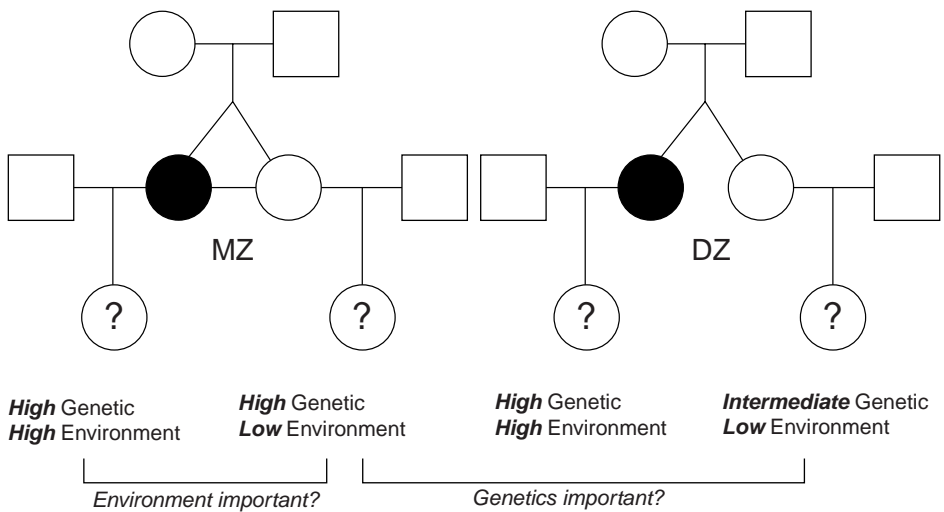 MZ
DZ
?
?
?
?
High Genetic
High Environment
High Genetic
Low Environment
High Genetic
High Environment
Intermediate Genetic
Low Environment
Environment important?
Genetics important?